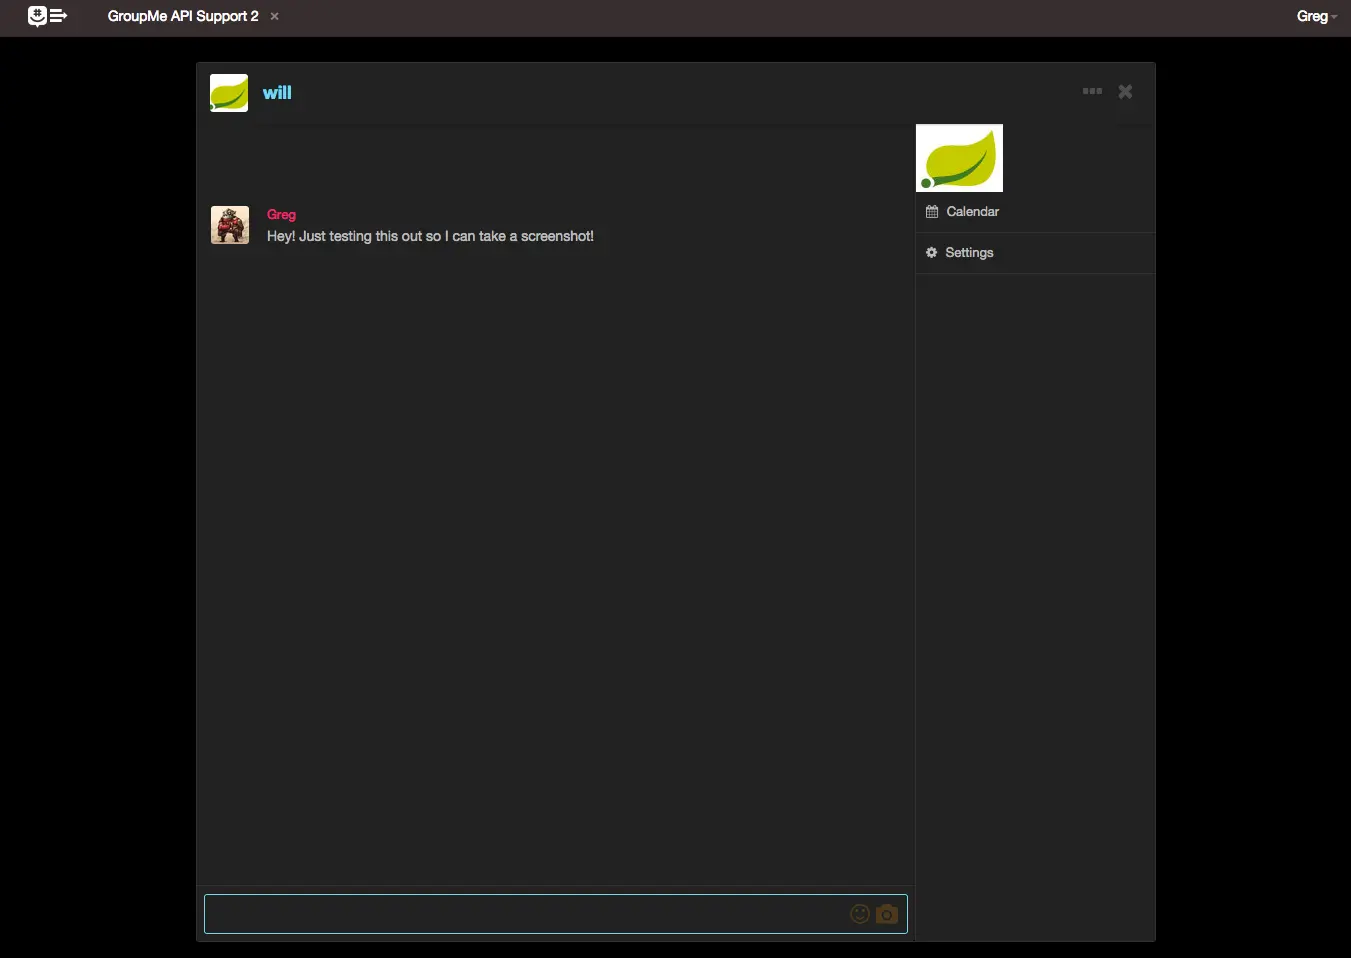 GroupMe API Support 2
Greg
will
Greg
Hey! Just testing this out so I can take a screenshot!
Calendar
Settings